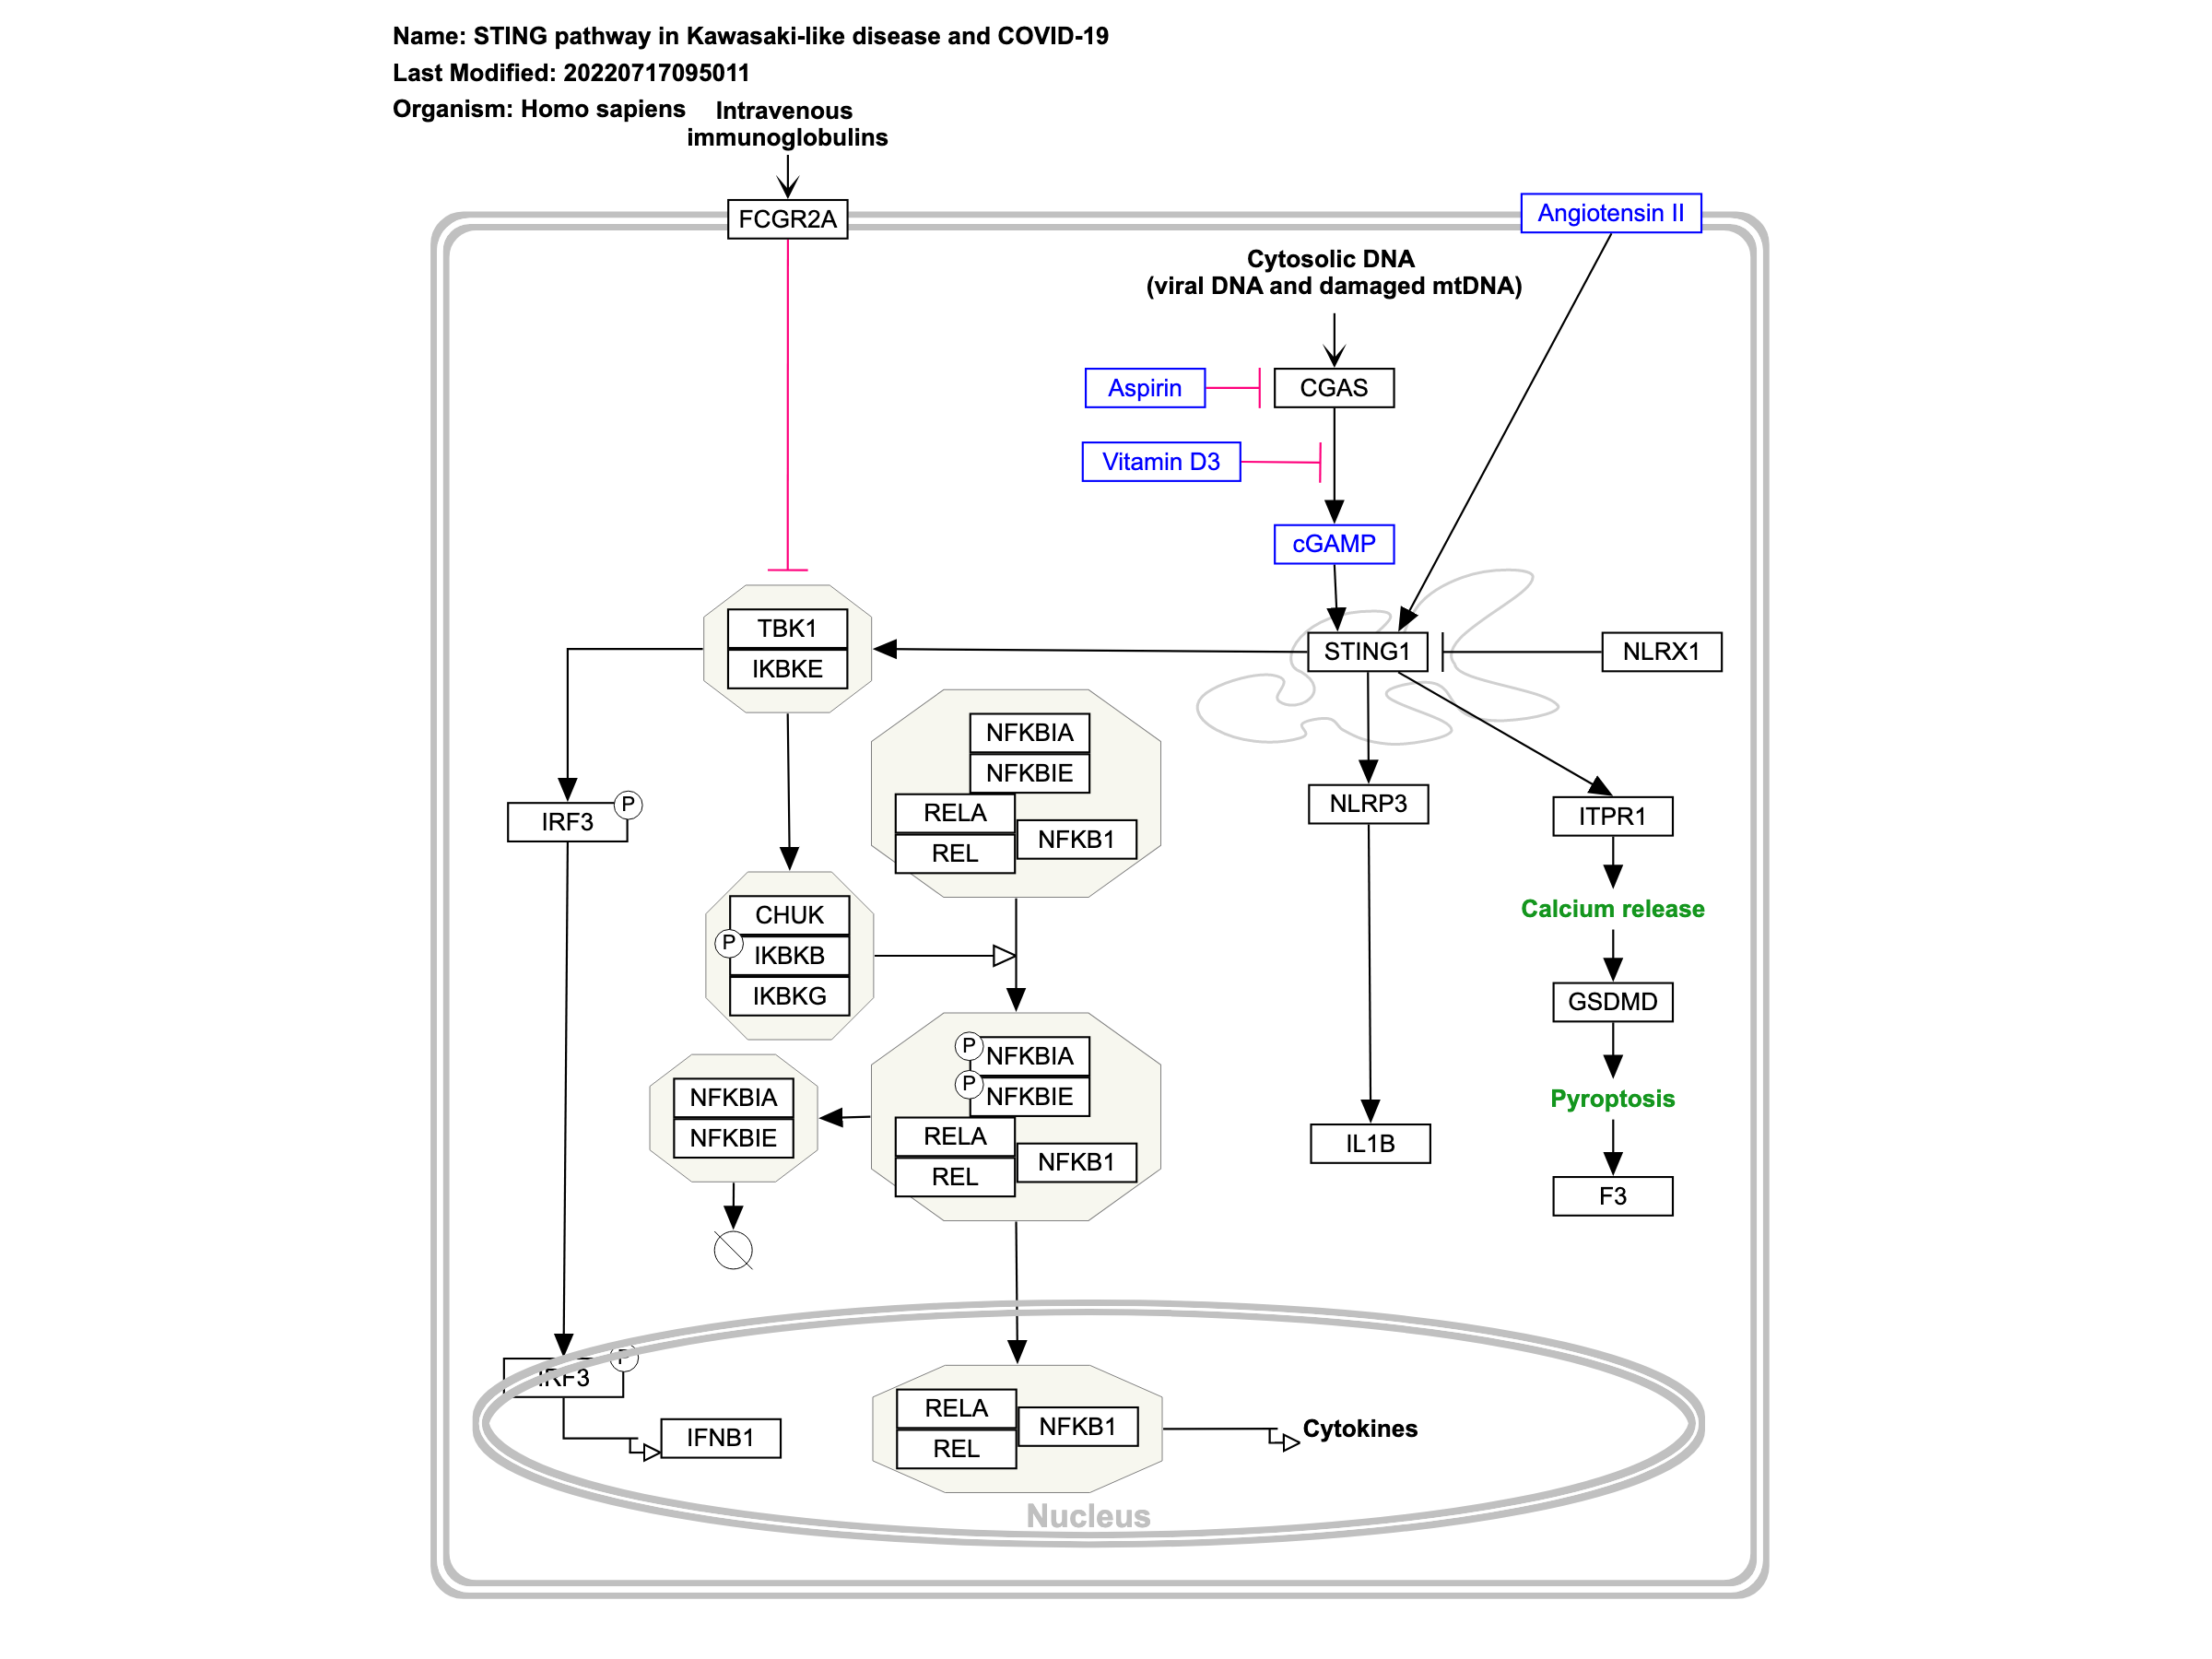 Name: STING pathway in Kawasaki-like disease and COVID-19
Last Modified: 20220717095011
Organism: Homo sapiens
Intravenous
immunoglobulins
FCGR2A
Angiotensin II
Cytosolic DNA
(viral DNA and damaged mtDNA)
Aspirin
CGAS
Vitamin D3
cGAMP
TBK1
IKBKE
STING1
NLRX1
NFKBIA
NFKBIE
RELA
REL
NFKB1
IRF3
P
NLRP3
ITPR1
CHUK
P
IKBKB
IKBKG
Calcium release
GSDMD
P
NFKBIA
P
NFKBIE
RELA
REL
NFKB1
NFKBIA
NFKBIE
Pyroptosis
IL1B
F3
IRF3
P
IFNB1
RELA
REL
NFKB1
Cytokines
Nucleus